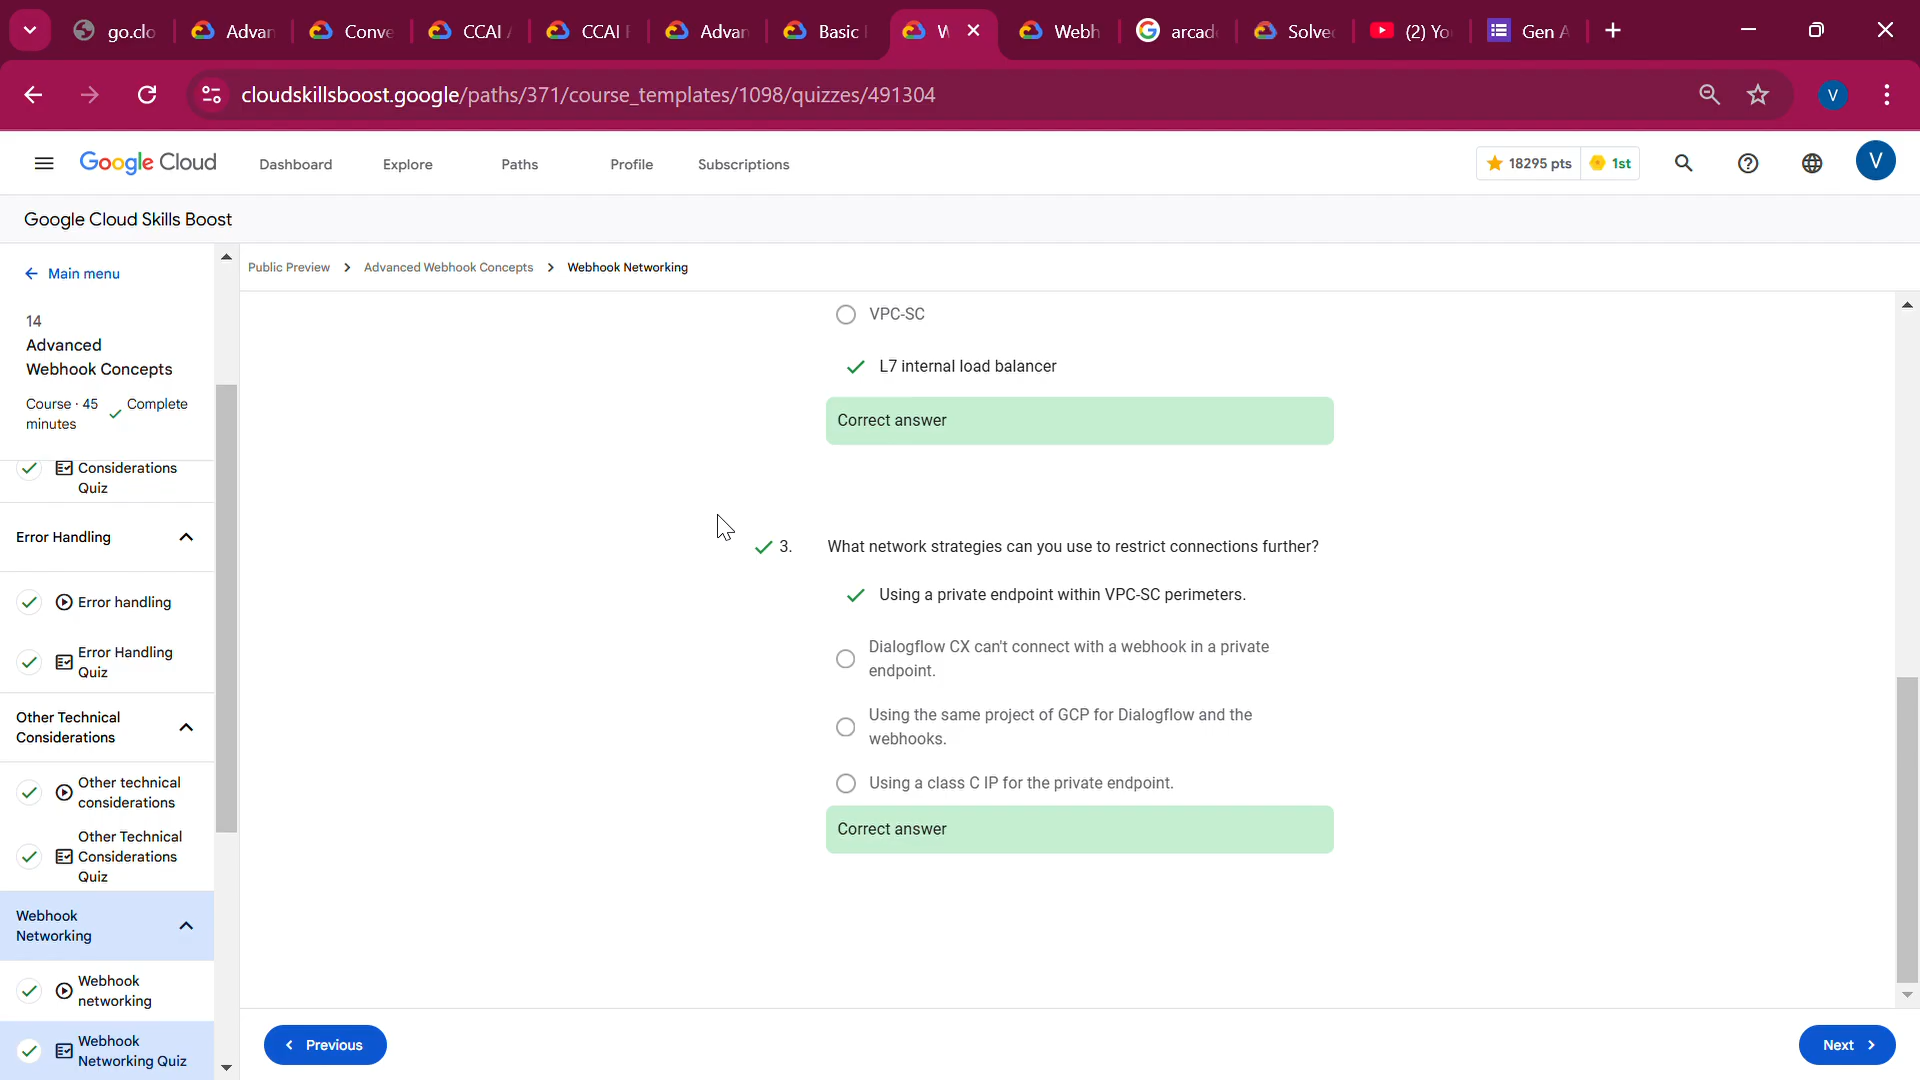 go.clo
Advan
Conve
CCAI A
CCAI F
Advan
Basic
W
Webh
arcad
Solve
(2) Yo
Gen A
cloudskillsboost.google/paths/371/course_templates/1098/quizzes/491304
V
Google Cloud
Dashboard
Explore
Paths
Profile
Subscriptions
18295 pts
1st
V
Google Cloud Skills Boost
Main menu
14
Advanced
Webhook Concepts
Course · 45
minutes
Complete
Considerations
Quiz
Error Handling
Error handling
Error Handling
Quiz
Other Technical
Considerations
Other technical
considerations
Other Technical
Considerations
Quiz
Webhook
Networking
Webhook
networking
Webhook
Networking Quiz
Public Preview > Advanced Webhook Concepts > Webhook Networking
VPC-SC
L7 internal load balancer
Correct answer
3. What network strategies can you use to restrict connections further?
Using a private endpoint within VPC-SC perimeters.
Dialogflow CX can't connect with a webhook in a private
endpoint.
Using the same project of GCP for Dialogflow and the
webhooks.
Using a class C IP for the private endpoint.
Correct answer
Previous
Next